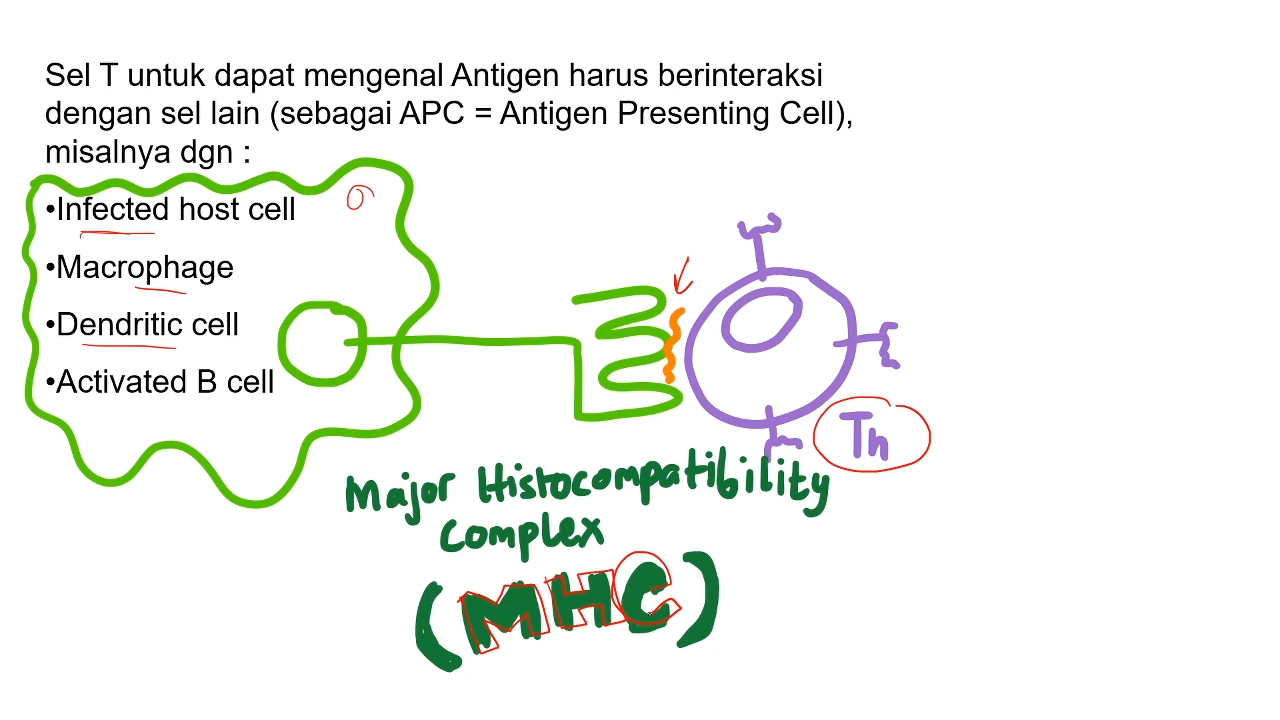 Sel T untuk dapat mengenal Antigen harus berinteraksi
dengan sel lain (sebagai APC = Antigen Presenting Cell),
misalnya dgn :
•Infected host cell
•Macrophage
•Dendritic cell
•Activated B cell
Th
Major Histocompatibility
Complex
(MHC)